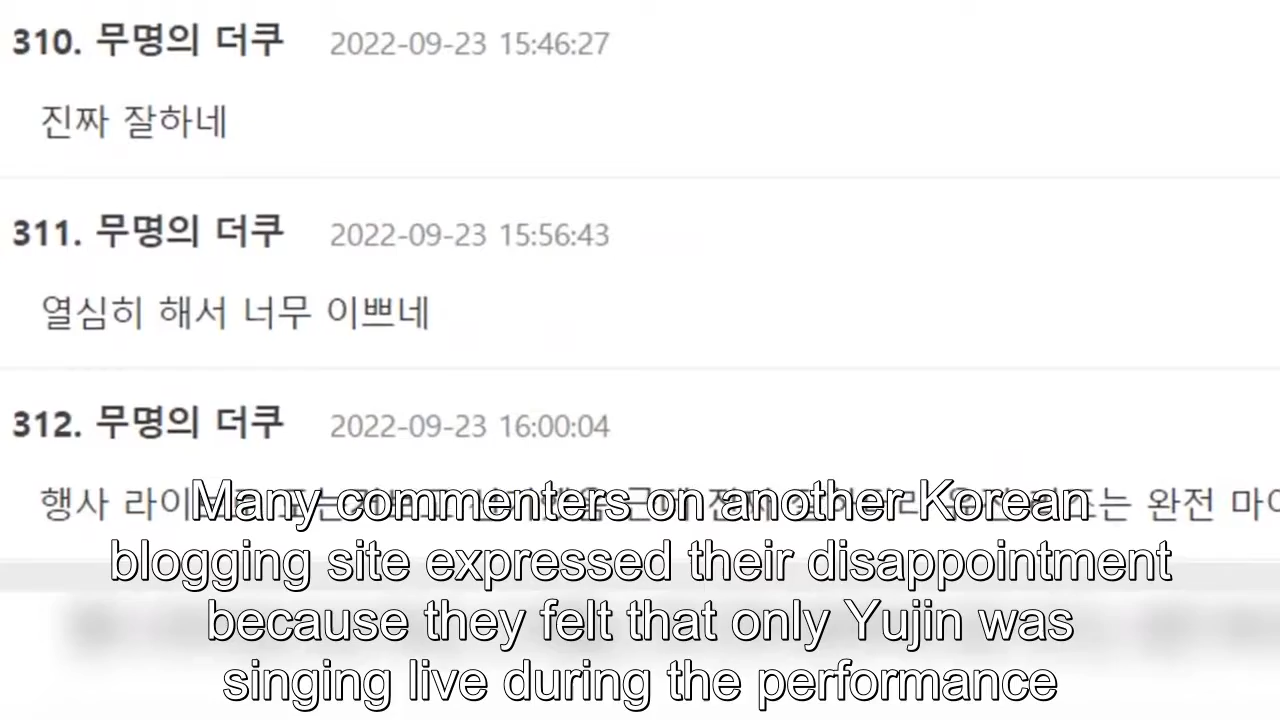 310. 무명의 더쿠 2022-09-23 15:46:27
진짜 잘하네
311. 무명의 더쿠 2022-09-23 15:56:43
열심히 해서 너무 이쁘네
312. 무명의 더쿠 2022-09-23 16:00:04
행사 완전
Many commenters on another Korean
blogging site expressed their disappointment
because they felt that only Yujin was
singing live during the performance